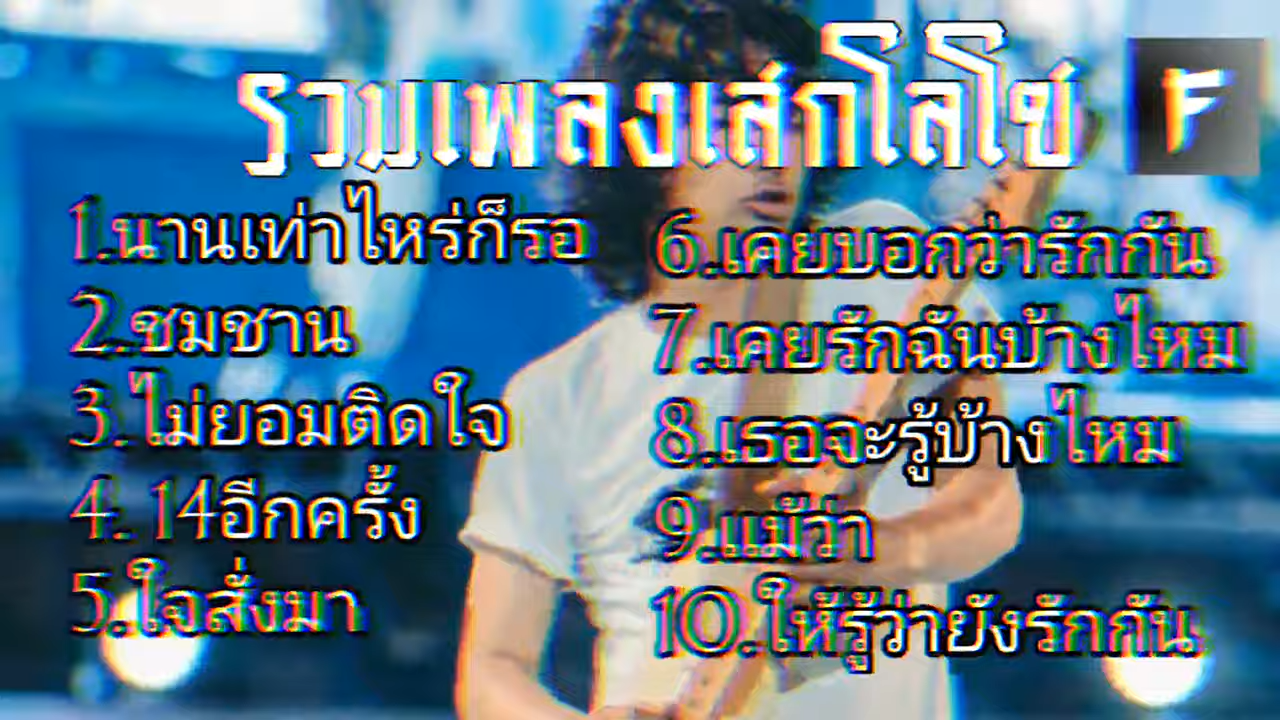 รวมเพลงเส่กโลโซ่
F
1.นานเท่าไหร่ก็รอ
2.ซมซาน
3.ไม่ยอมติดใจ
4. 14อีกครั้ง
5.ใจสั่งมา
6.เคยบอกว่ารักกัน
7.เคยรักฉันบ้างไหม
8.เธอจะรู้บ้างไหม
9.แม้ว่า
10.ให้รู้ว่ายังรักกัน